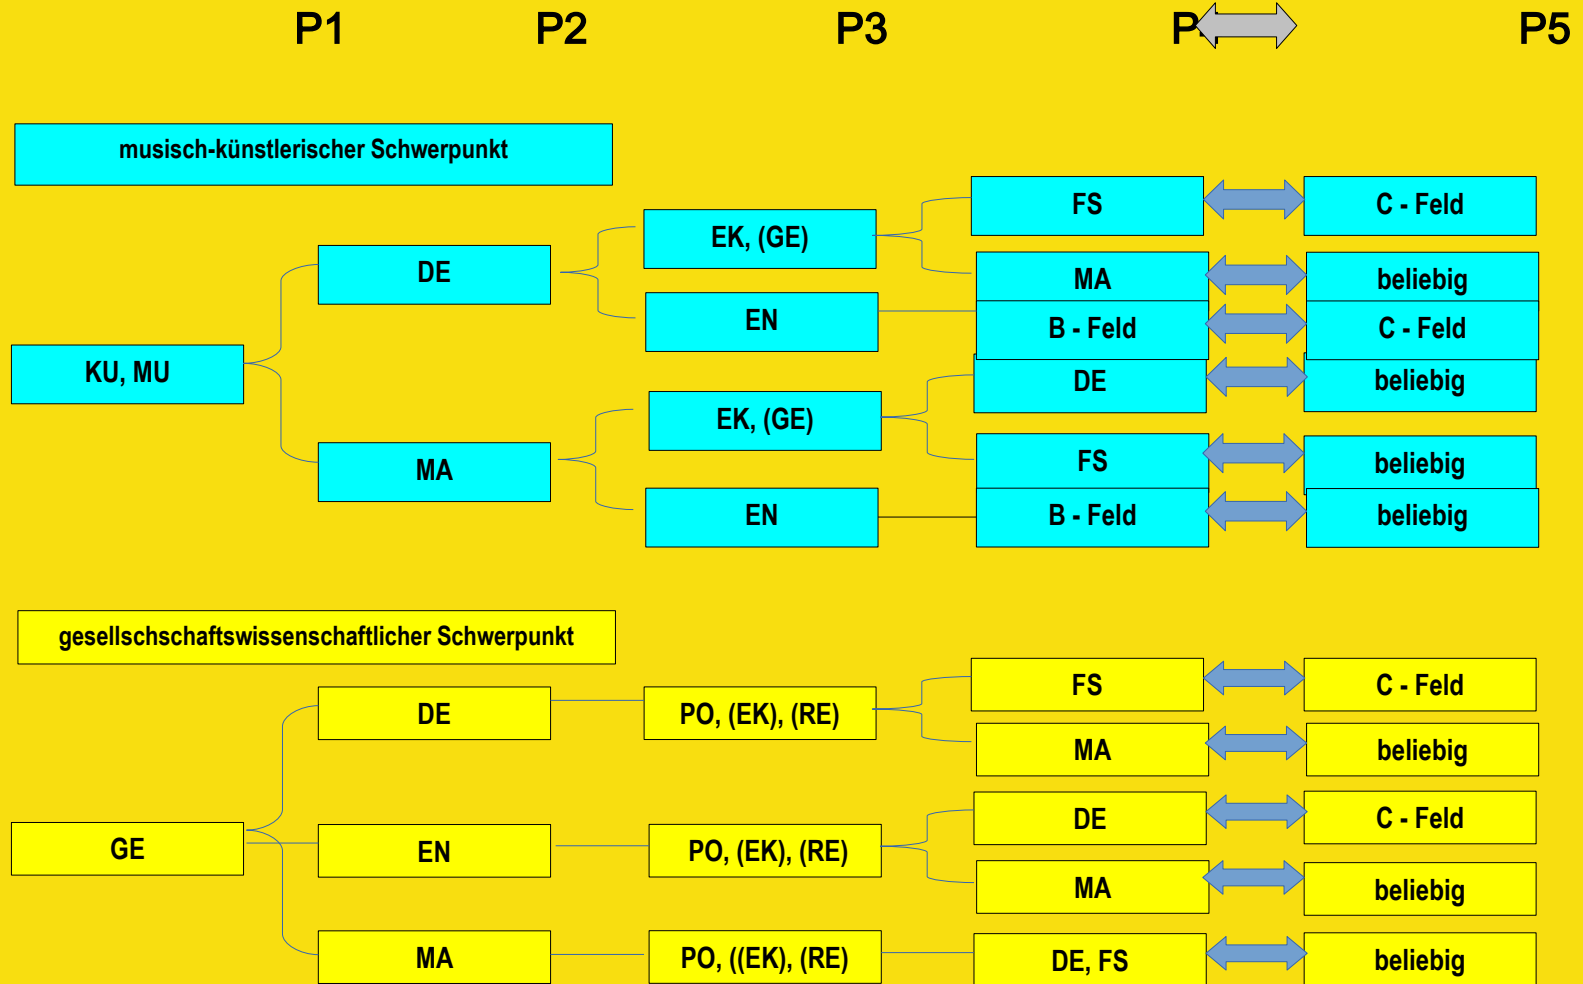 P1 P2 P3 P P5
musisch-künstlerischer Schwerpunkt
FS C - Feld
EK, (GE)
DE
MA beliebig
EN
B - Feld C - Feld
KU, MU
DE beliebig
EK, (GE)
MA
FS beliebig
EN B - Feld beliebig
gesellschschaftswissenschaftlicher Schwerpunkt
FS C - Feld
DE PO, (EK), (RE)
MA beliebig
DE C - Feld
GE EN PO, (EK), (RE)
MA beliebig
MA PO, ((EK), (RE) DE, FS beliebig